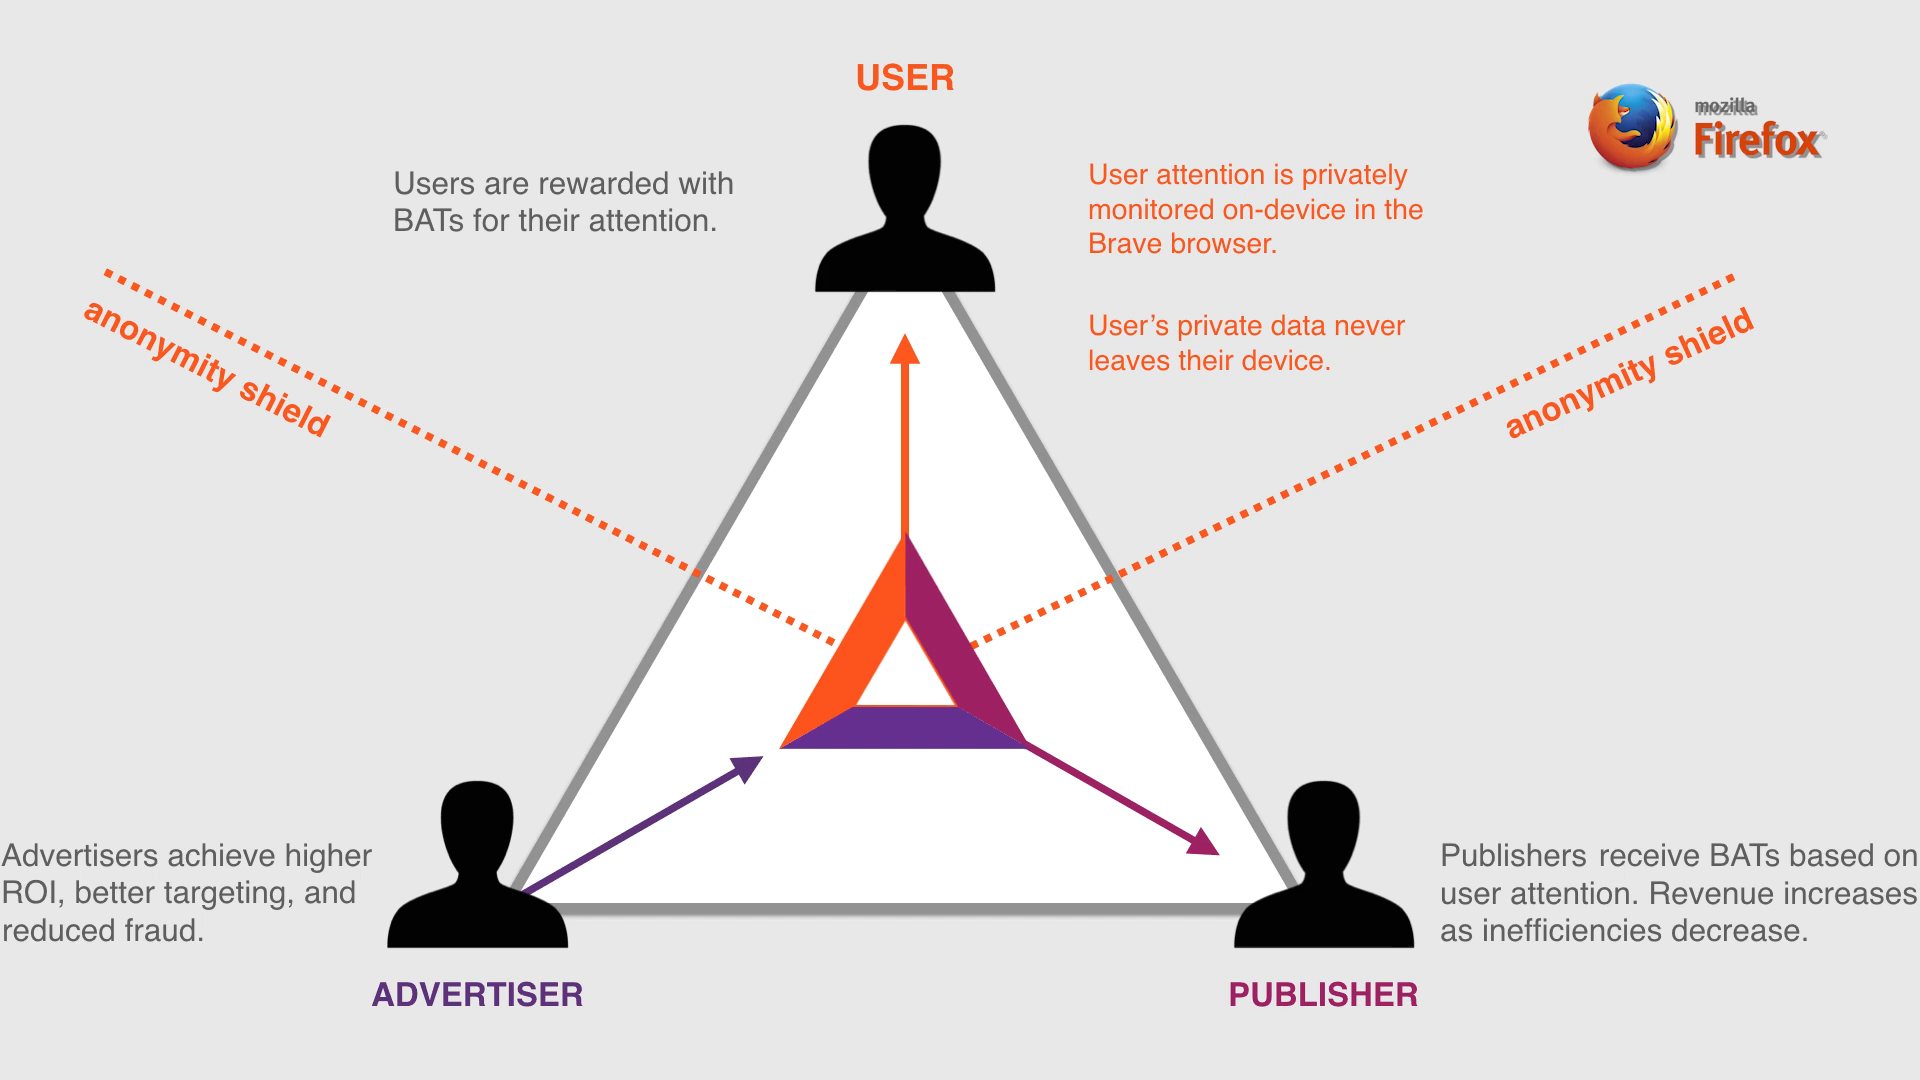 USER
mozilla
Firefox
Users are rewarded with
BATs for their attention.
User attention is privately
monitored on-device in the
Brave browser.
User’s private data never
leaves their device.
anonymity shield
anonymity shield
Advertisers achieve higher
ROI, better targeting, and
reduced fraud.
Publishers receive BATs based on
user attention. Revenue increases
as inefficiencies decrease.
ADVERTISER
PUBLISHER